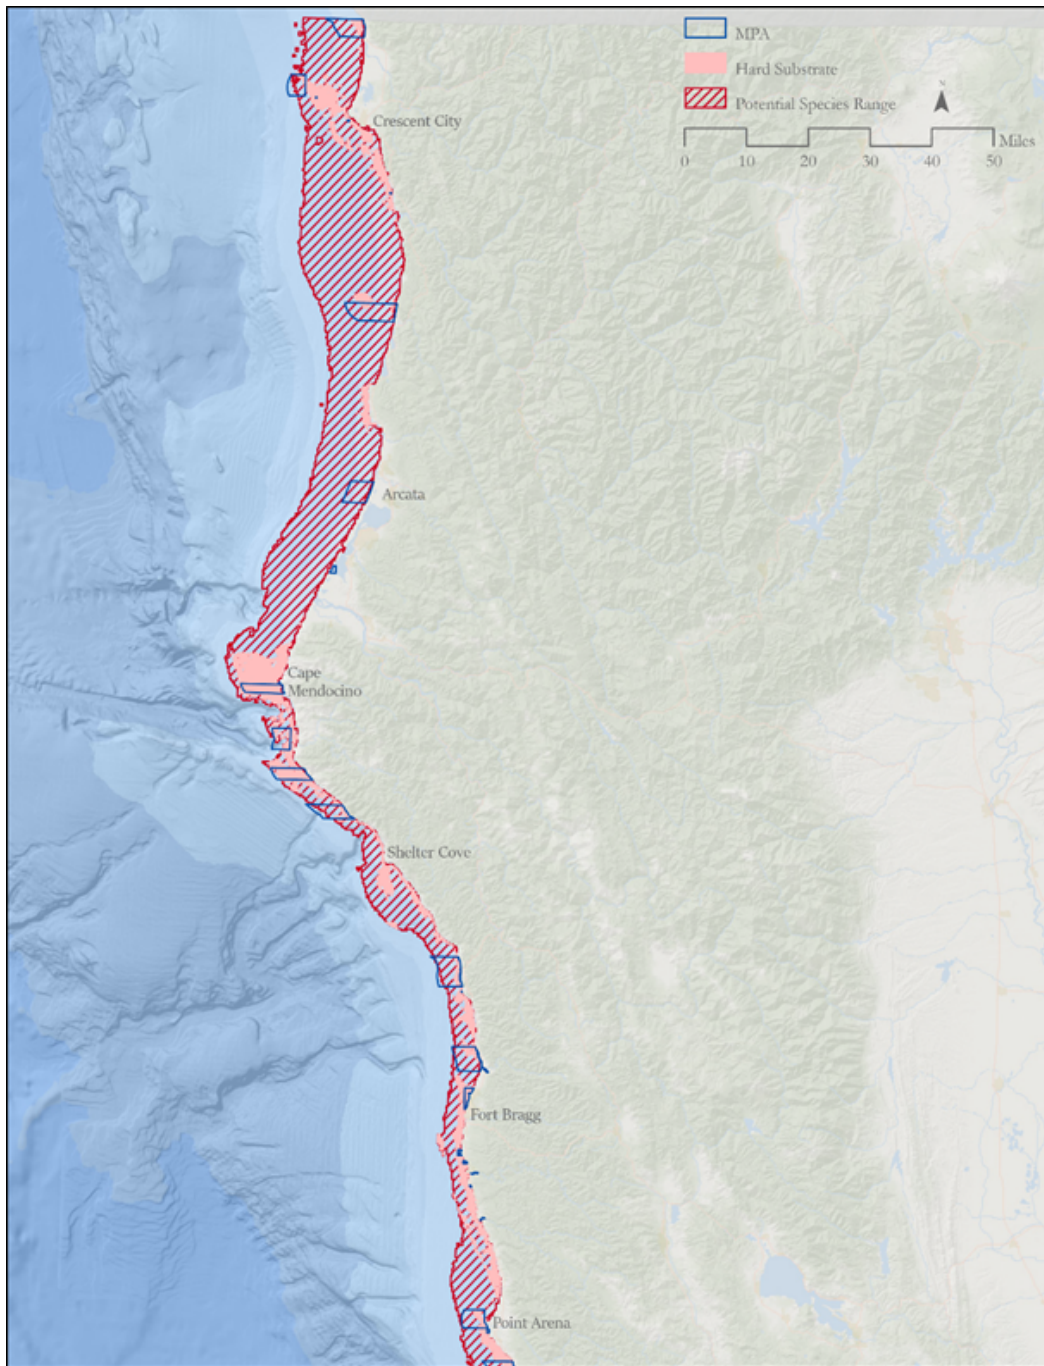 MPA
Hard Substrate
Potential Species Range
N
Miles
0 10 20 30 40 50
Crescent City
Arcata
Cape
Mendocino
Shelter Cove
Fort Bragg
Point Arena